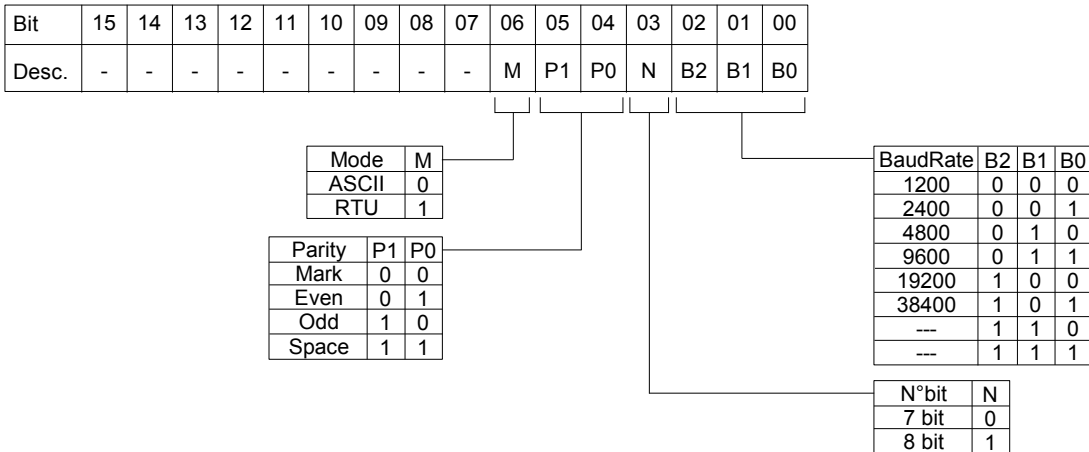 Bit 15 14 13 12 11 10 09 08 07 06 05 04 03 02 01 00
Desc. - - - - - - - - - M P1 P0 N B2 B1 B0
Mode M
ASCII 0
RTU 1
Parity P1 P0
Mark 0 0
Even 0 1
Odd 1 0
Space 1 1
BaudRate B2 B1 B0
1200 0 0 0
2400 0 0 1
4800 0 1 0
9600 0 1 1
19200 1 0 0
38400 1 0 1
--- 1 1 0
--- 1 1 1
N°bit N
7 bit 0
8 bit 1